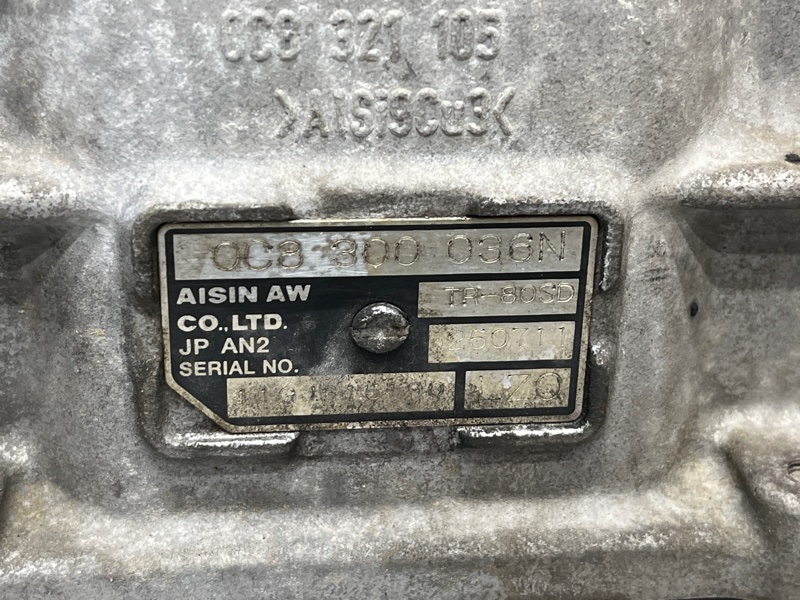 0C8 321 105
>AlSi9Cu3<
0C8 300 036N
AISIN AW
CO.,LTD.
JP AN2
SERIAL NO.
TR-80SD
LZQ